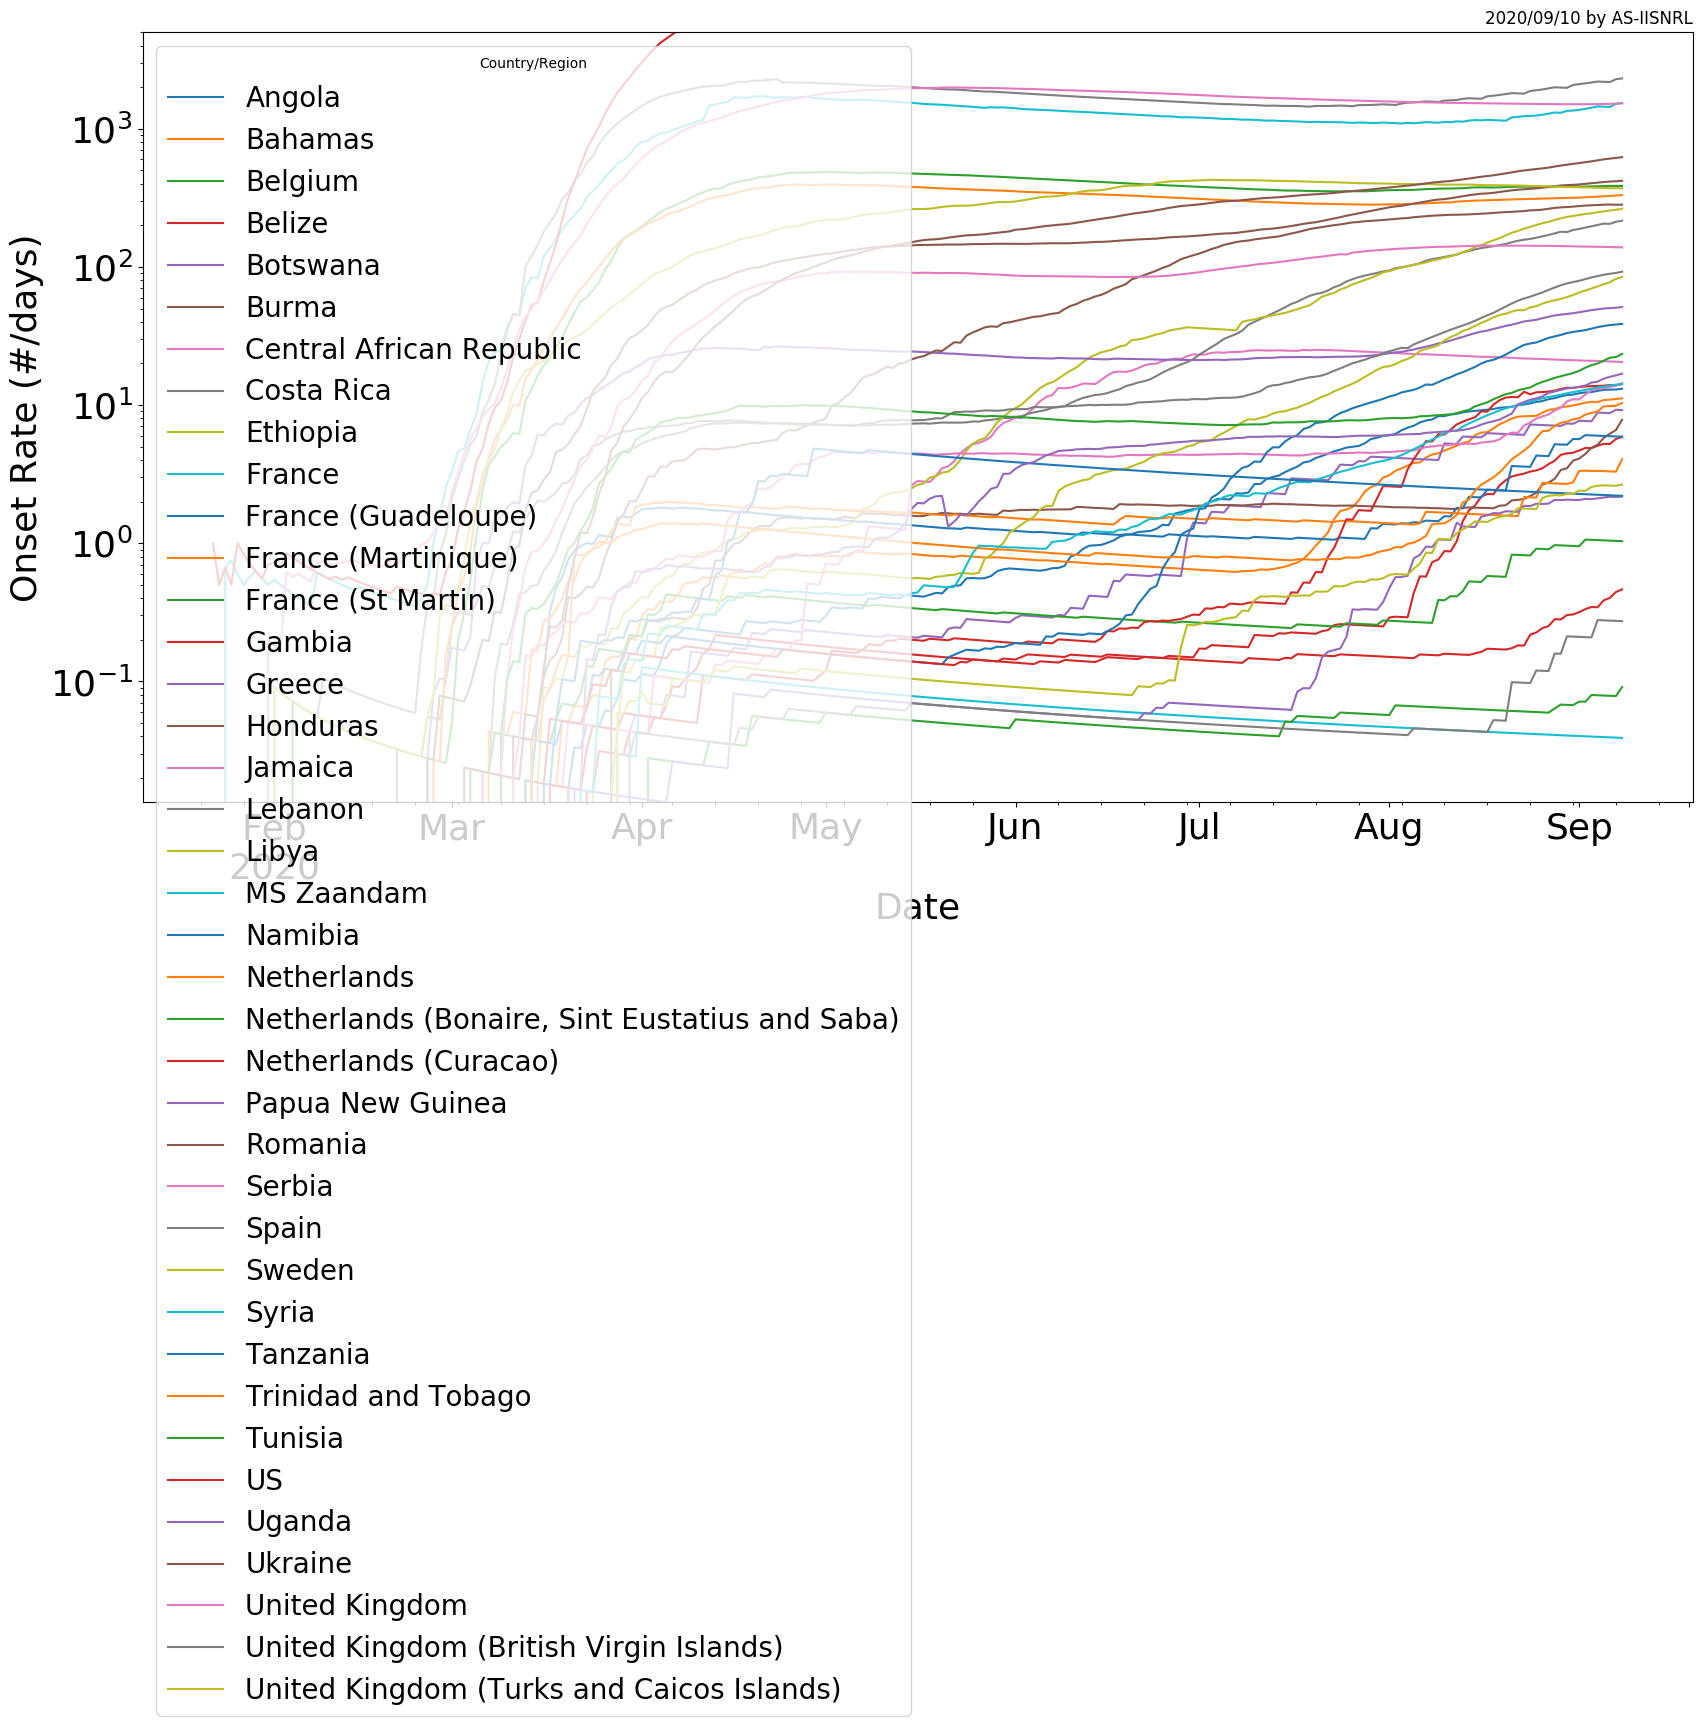 2020/09/10 by AS-IISNRL
Onset Rate (#/days)
10³
10²
10¹
10⁰
10⁻¹
Country/Region
Angola
Bahamas
Belgium
Belize
Botswana
Burma
Central African Republic
Costa Rica
Ethiopia
France
France (Guadeloupe)
France (Martinique)
France (St Martin)
Gambia
Greece
Honduras
Jamaica
Lebanon
Libya
MS Zaandam
Namibia
Netherlands
Netherlands (Bonaire, Sint Eustatius and Saba)
Netherlands (Curacao)
Papua New Guinea
Romania
Serbia
Spain
Sweden
Syria
Tanzania
Trinidad and Tobago
Tunisia
US
Uganda
Ukraine
United Kingdom
United Kingdom (British Virgin Islands)
United Kingdom (Turks and Caicos Islands)
Feb Mar Apr May Jun Jul Aug Sep
2020
Date